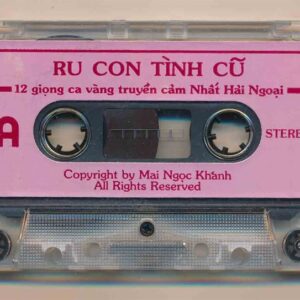 RU CON TÌNH CŨ
12 giọng ca vàng truyền cảm Nhất Hải Ngoại
A
STEREO
Copyright by Mai Ngọc Khánh
All Rights Reserved